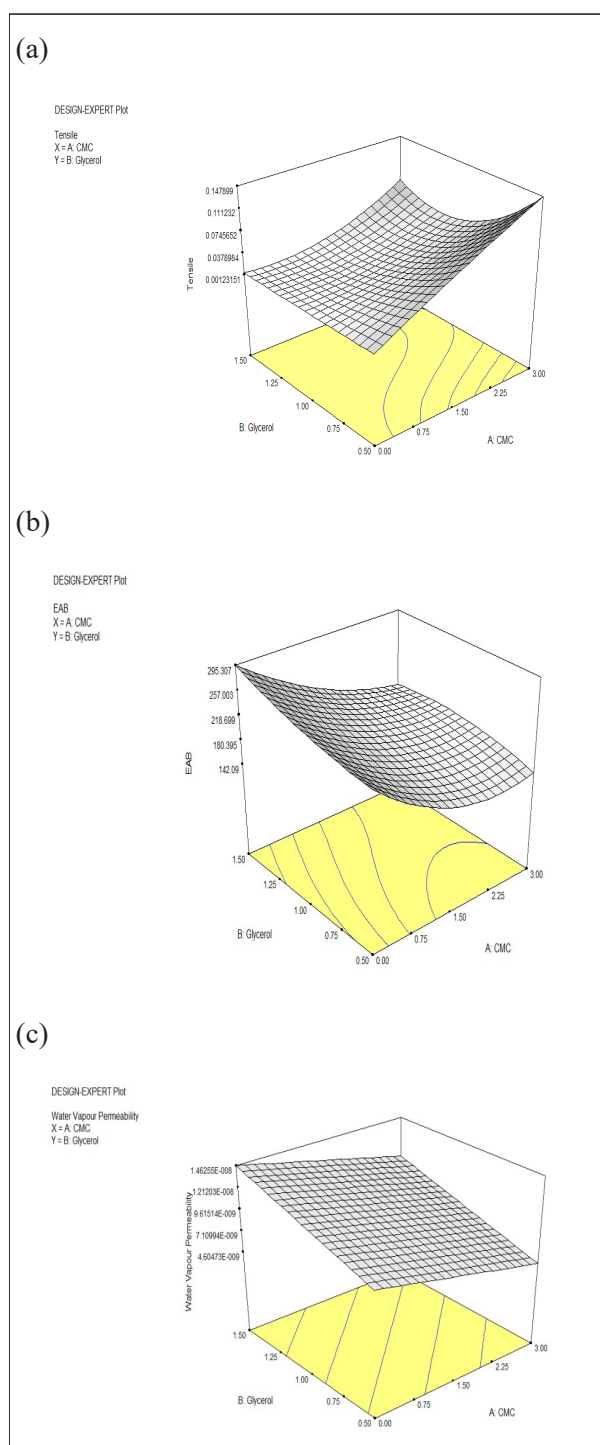 (a)
DESIGN-EXPERT Plot
Tensile
X = A: CMC
Y = B: Glycerol
0.147899
0.111232
0.0745652
0.0378984
0.00123151
Tensile
1.50
1.25
1.00
0.75
0.50
B: Glycerol
0.00
0.75
1.50
2.25
3.00
A: CMC
(b)
DESIGN-EXPERT Plot
EAB
X = A: CMC
Y = B: Glycerol
295.307
257.003
218.699
180.395
142.09
EAB
1.50
1.25
1.00
0.75
0.50
B: Glycerol
0.00
0.75
1.50
2.25
3.00
A: CMC
(c)
DESIGN-EXPERT Plot
Water Vapour Permeability
X = A: CMC
Y = B: Glycerol
1.46255E-008
1.21203E-008
9.61514E-009
7.10994E-009
4.60473E-009
Water Vapour Permeability
1.50
1.25
1.00
0.75
0.50
B: Glycerol
0.00
0.75
1.50
2.25
3.00
A: CMC